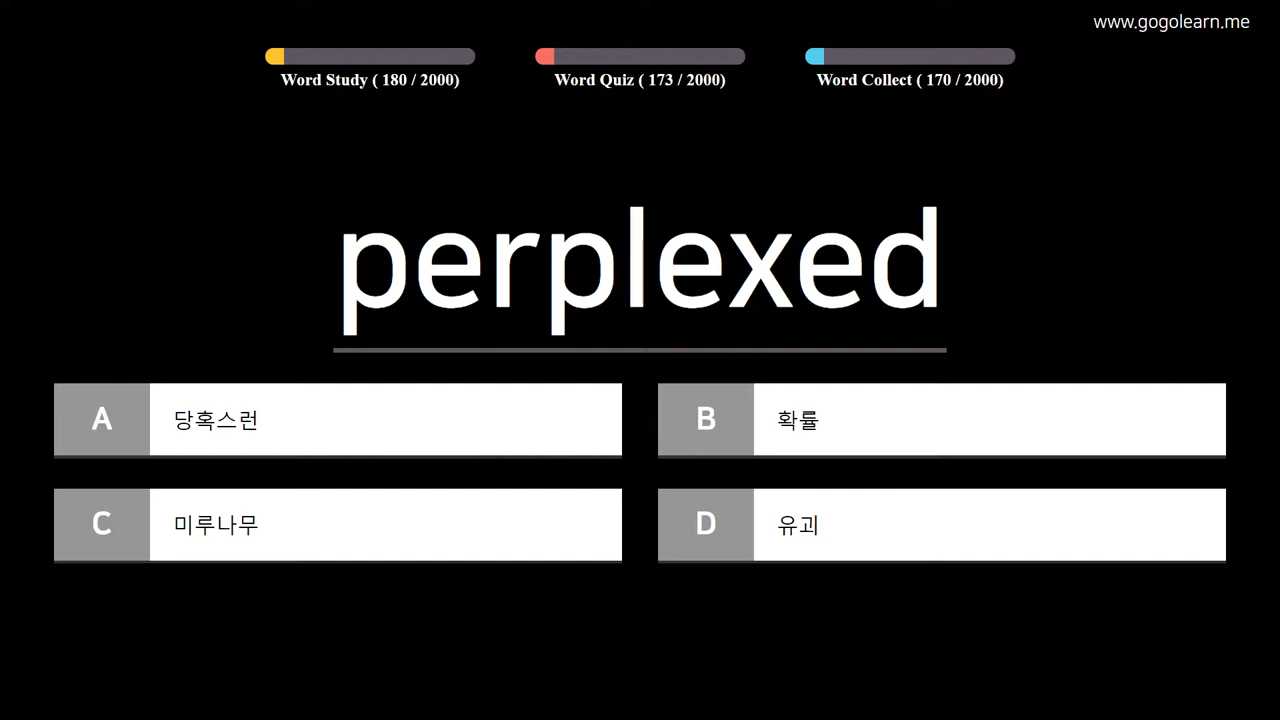 www.gogolearn.me
Word Study ( 180 / 2000)
Word Quiz ( 173 / 2000)
Word Collect ( 170 / 2000)
perplexed
A 당혹스런
B 확률
C 미루나무
D 유괴